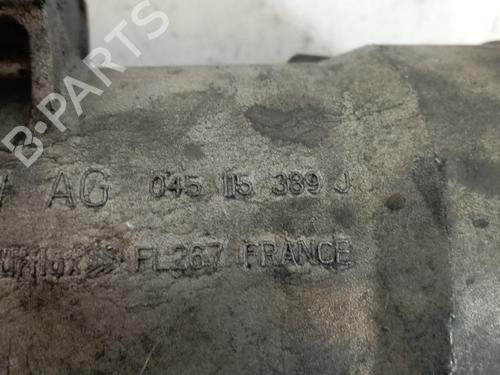 B-PARTS
AG 045 115 389 J
FL267 FRANCE